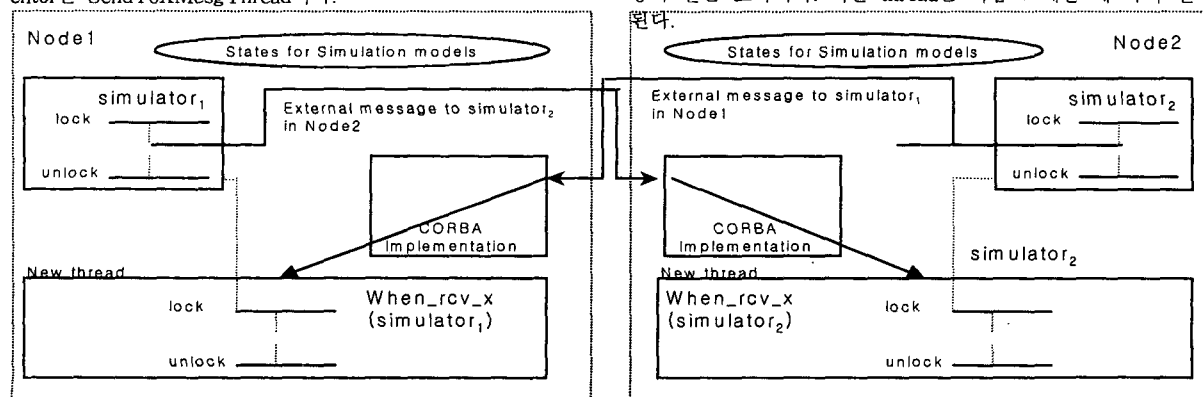 된다.
Node1
States for Simulation models
simulator₁
lock
unlock
External message to simulator₂
in Node2
CORBA
Implementation
New thread
When_rcv_x
(simulator₁)
lock
unlock
Node2
States for Simulation models
External message to simulator₁
in Node1
simulator₂
lock
unlock
CORBA
Implementation
simulator₂
New thread
When_rcv_x
(simulator₂)
lock
unlock